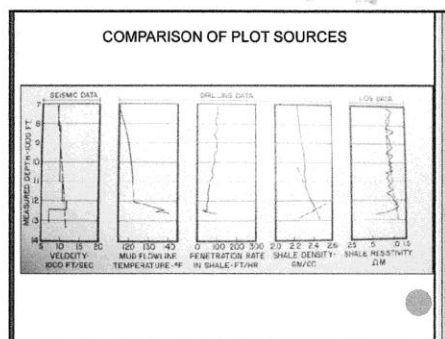 COMPARISON OF PLOT SOURCES
SEISMIC DATA
DRILLING DATA
LOG DATA
MEASURED DEPTH-1000 FT.
7
8
9
10
11
12
13
14
5 10 15 20
VELOCITY-
1000 FT/SEC
120 140
MUD FLOWLINE
TEMPERATURE-°F
0 100 200 300
PENETRATION RATE
IN SHALE-FT/HR
2.0 2.2 2.4 2.6
SHALE DENSITY-
GN/CC
SHALE RESISTIVITY
ΩM